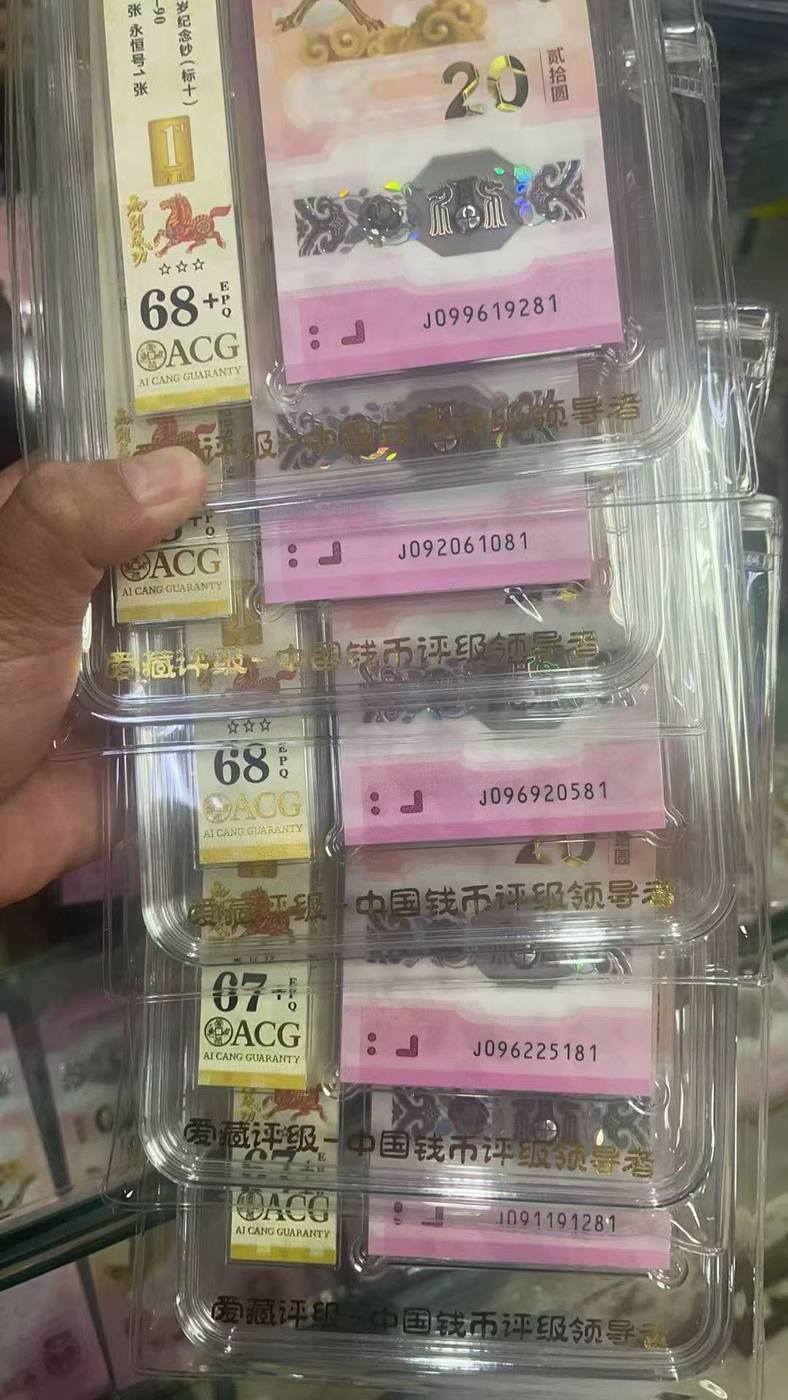 岁纪念钞(标十)
-90
张 永恒号1张
1
☆☆☆
68+EPQ
ACG
AI CANG GUARANTY
20
贰拾圆
J099619281
评级-中国钱币评级领导者
PQ
ACG
AI CANG GUARANTY
J092061081
爱藏评级-中国钱币评级领导者
☆☆☆
68 EPQ
ACG
AI CANG GUARANTY
J096920581
20
爱藏评级-中国钱币评级领导者
67+EPQ
ACG
AI CANG GUARANTY
J096225181
爱藏评级-中国钱币评级领导者
67
ACG
AI CANG GUARANTY
J091191281
爱藏评级-中国钱币评级领导者